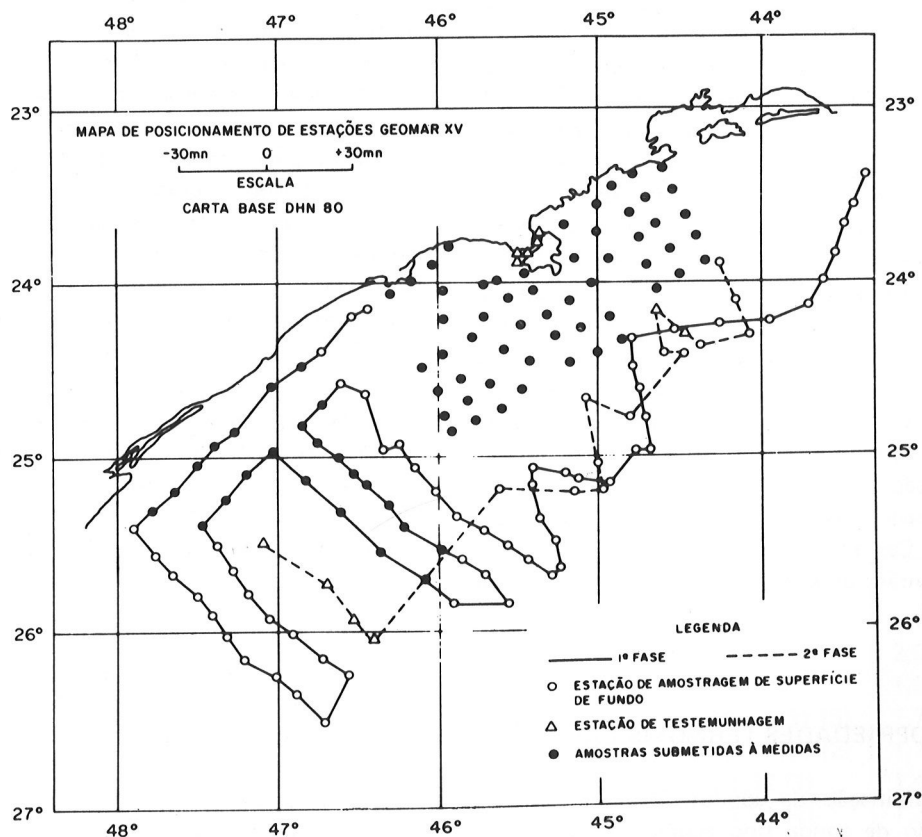 48° 47° 46° 45° 44°
23° 23°
MAPA DE POSICIONAMENTO DE ESTAÇÕES GEOMAR XV
-30mn 0 +30mn
ESCALA
CARTA BASE DHN 80
24° 24°
25° 25°
26° 26°
LEGENDA
1º FASE 2º FASE
ESTAÇÃO DE AMOSTRAGEM DE SUPERFÍCIE
DE FUNDO
ESTAÇÃO DE TESTEMUNHAGEM
AMOSTRAS SUBMETIDAS À MEDIDAS
27° 27°
48° 47° 46° 45° 44°